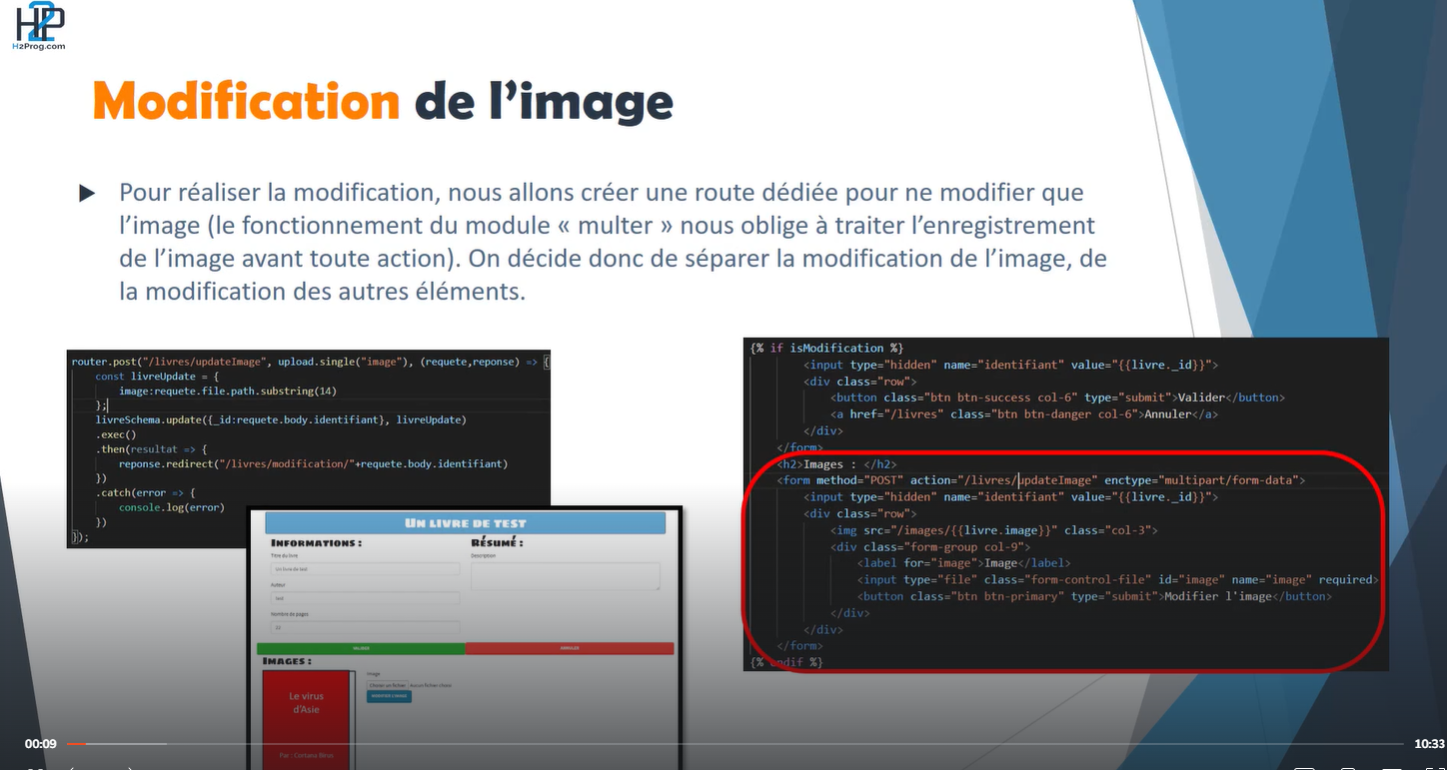 H2P
H2Prog.com
Modification de l'image
Pour réaliser la modification, nous allons créer une route dédiée pour ne modifier que
l'image (le fonctionnement du module « multer » nous oblige à traiter l'enregistrement
de l'image avant toute action). On décide donc de séparer la modification de l'image, de
la modification des autres éléments.
router.post("/livres/updateImage", upload.single("image"), (requete,reponse) => {
const livreUpdate = {
image:requete.file.path.substring(14)
};
livreSchema.update({_id:requete.body.identifiant}, livreUpdate)
.exec()
.then(resultat => {
reponse.redirect("/livres/modification/"+requete.body.identifiant)
})
.catch(error => {
console.log(error)
})
});
{% if isModification %}
<input type="hidden" name="identifiant" value="{{livre._id}}">
<div class="row">
<button class="btn btn-success col-6" type="submit">Valider</button>
<a href="/livres" class="btn btn-danger col-6">Annuler</a>
</div>
</form>
<h2>Images : </h2>
<form method="POST" action="/livres/updateImage" enctype="multipart/form-data">
<input type="hidden" name="identifiant" value="{{livre._id}}">
<div class="row">
<img src="/images/{{livre.image}}" class="col-3">
<div class="form-group col-9">
<label for="image">Image</label>
<input type="file" class="form-control-file" id="image" name="image" required>
<button class="btn btn-primary" type="submit">Modifier l'image</button>
</div>
</div>
</form>
{% endif %}
Un livre de test
Informations :
Résumé :
Titre du livre
Description
Un livre de test
Auteur
test
Nombre de pages
12
VALIDER
ANNULER
Images :
Image
Choisir un fichier Aucun fichier choisi
MODIFIER L'IMAGE
Le virus
d'Asie
Par :
00:09
10:33